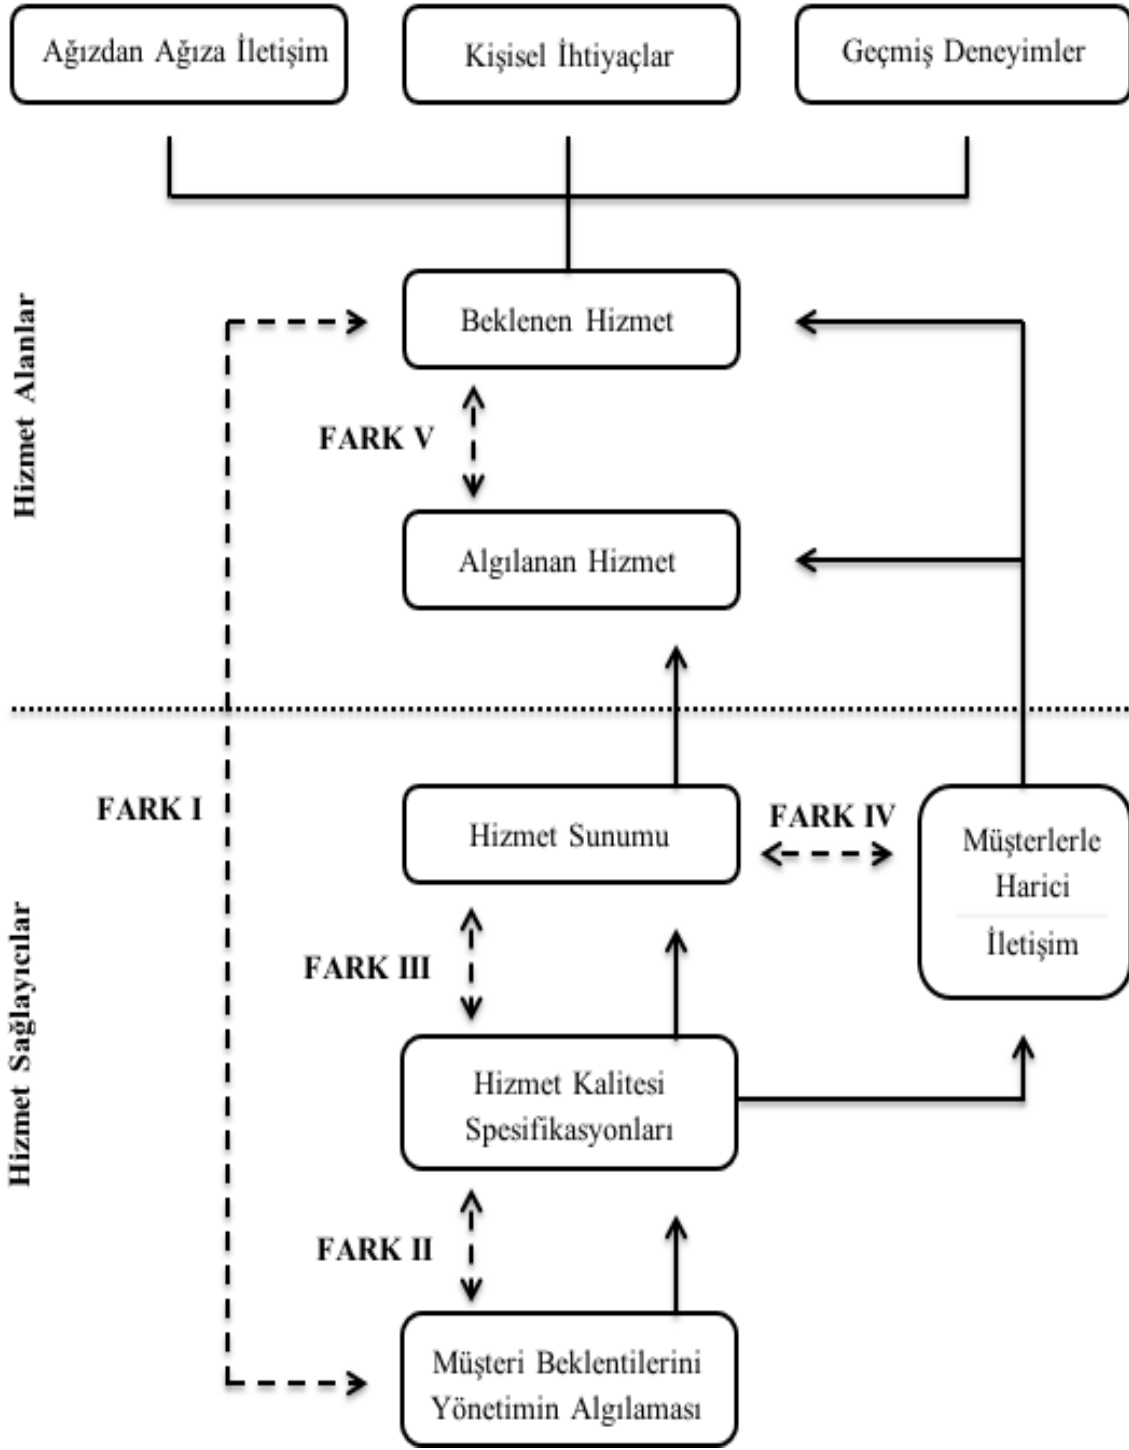 Ağızdan Ağıza İletişim
Kişisel İhtiyaçlar
Geçmiş Deneyimler
Hizmet Alanlar
Beklenen Hizmet
FARK V
Algılanan Hizmet
FARK I
Hizmet Sağlayıcılar
Hizmet Sunumu
FARK IV
Müşterlerle
Harici
İletişim
FARK III
Hizmet Kalitesi
Spesifikasyonları
FARK II
Müşteri Beklentilerini
Yönetimin Algılaması